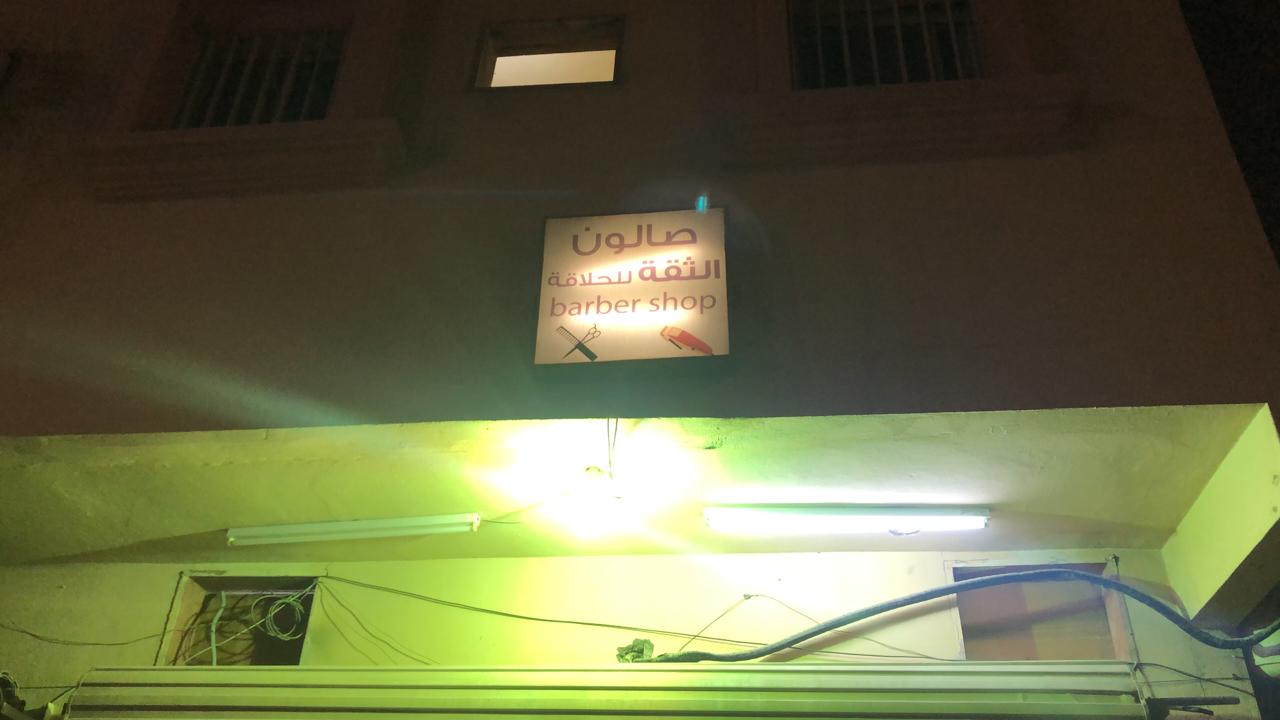 صالون
الثقة للحلاقة
barber shop